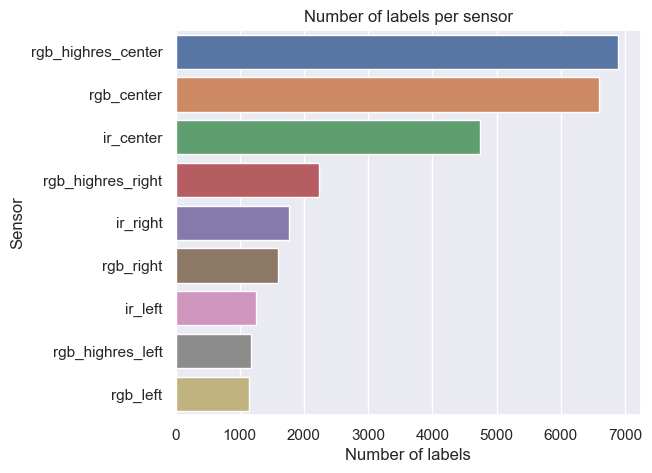 Number of labels per sensor
rgb_highres_center
rgb_center
ir_center
rgb_highres_right
ir_right
rgb_right
ir_left
rgb_highres_left
rgb_left
Sensor
0 1000 2000 3000 4000 5000 6000 7000
Number of labels